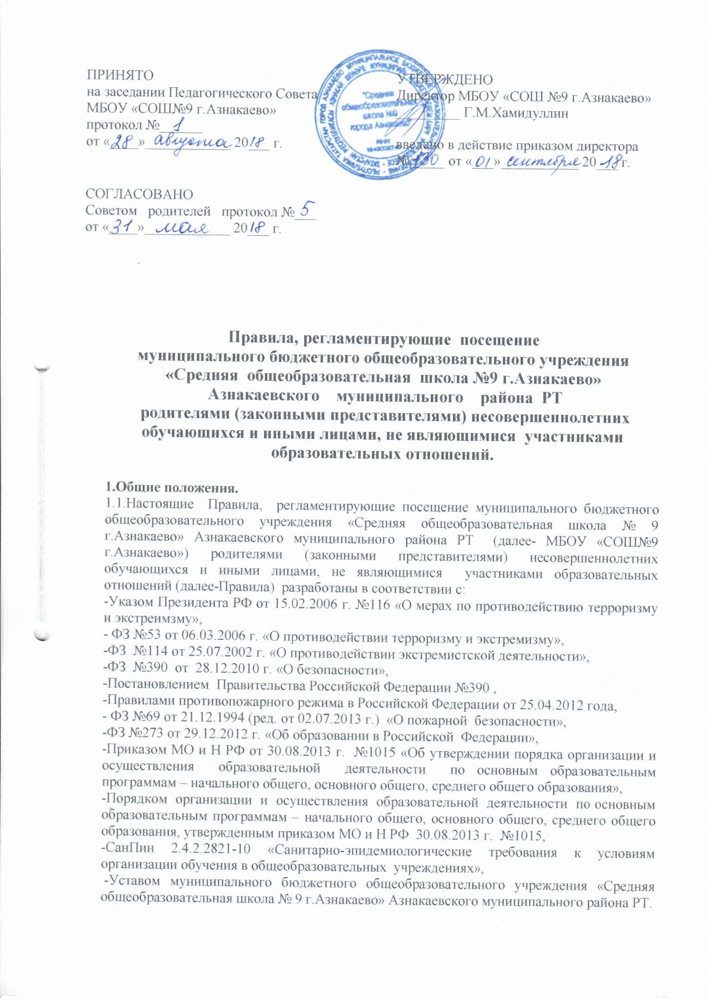 ПРИНЯТО
на заседании Педагогического Совета
МБОУ «СОШ№9 г.Азнакаево»
протокол № 1
от «28» августа 2018 г.
УТВЕРЖДЕНО
Директор МБОУ «СОШ №9 г.Азнакаево»
_________ Г.М.Хамидуллин
введено в действие приказом директора
№130 от «01» сентября 2018 г.
"Средняя
общеобразовательная
школа №9
города Азнакаево"
ИНН
СОГЛАСОВАНО
Советом родителей протокол № 5
от «31» мая 2018 г.
Правила, регламентирующие посещение
муниципального бюджетного общеобразовательного учреждения
«Средняя общеобразовательная школа №9 г.Азнакаево»
Азнакаевского муниципального района РТ
родителями (законными представителями) несовершеннолетних
обучающихся и иными лицами, не являющимися участниками
образовательных отношений.
1.Общие положения.
1.1.Настоящие Правила, регламентирующие посещение муниципального бюджетного
общеобразовательного учреждения «Средняя общеобразовательная школа № 9
г.Азнакаево» Азнакаевского муниципального района РТ (далее- МБОУ «СОШ№9
г.Азнакаево») родителями (законными представителями) несовершеннолетних
обучающихся и иными лицами, не являющимися участниками образовательных
отношений (далее-Правила) разработаны в соответствии с:
-Указом Президента РФ от 15.02.2006 г. №116 «О мерах по противодействию терроризму
и экстреимзму»,
- ФЗ №53 от 06.03.2006 г. «О противодействии терроризму и экстремизму»,
-ФЗ №114 от 25.07.2002 г. «О противодействии экстремистской деятельности»,
-ФЗ №390 от 28.12.2010 г. «О безопасности»,
-Постановлением Правительства Российской Федерации №390 ,
-Правилами противопожарного режима в Российской Федерации от 25.04.2012 года,
- ФЗ №69 от 21.12.1994 (ред. от 02.07.2013 г.) «О пожарной безопасности»,
-ФЗ №273 от 29.12.2012 г. «Об образовании в Российской Федерации»,
-Приказом МО и Н РФ от 30.08.2013 г. №1015 «Об утверждении порядка организации и
осуществления образовательной деятельности по основным образовательным
программам – начального общего, основного общего, среднего общего образования»,
-Порядком организации и осуществления образовательной деятельности по основным
образовательным программам – начального общего, основного общего, среднего общего
образования, утвержденным приказом МО и Н РФ 30.08.2013 г. №1015,
-СанПин 2.4.2.2821-10 «Санитарно-эпидемиологические требования к условиям
организации обучения в общеобразовательных учреждениях»,
-Уставом муниципального бюджетного общеобразовательного учреждения «Средняя
общеобразовательная школа № 9 г.Азнакаево» Азнакаевского муниципального района РТ.